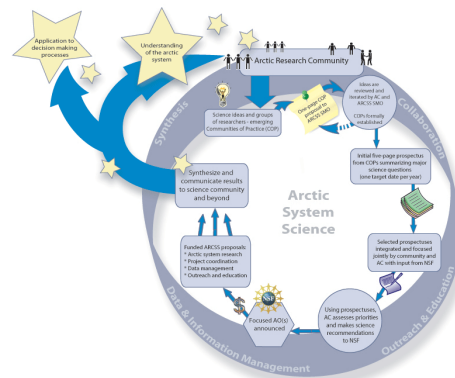 Application to
decision making
processes
Understanding
of the arctic
system
Arctic Research Community
Synthesis
Collaboration
Science ideas and groups
of researchers - emerging
Communities of Practice (COP)
One-page COP
proposal to
ARCSS SMO
Ideas are
reviewed and
iterated by AC and
ARCSS SMO
COPs formally
established
Initial five-page prospectus
from COPs summarizing major
science questions
(one target date per year)
Synthesize and
communicate results
to science community
and beyond
Arctic
System
Science
Selected prospectuses
integrated and focused
jointly by community and
AC with input from NSF
Funded ARCSS proposals:
* Arctic system research
* Project coordination
* Data management
* Outreach and education
NSF
Focused AO(s)
announced
Using prospectuses,
AC assesses priorities
and makes science
recommendations
to NSF
$
$
Data & Information Management
Outreach & Education